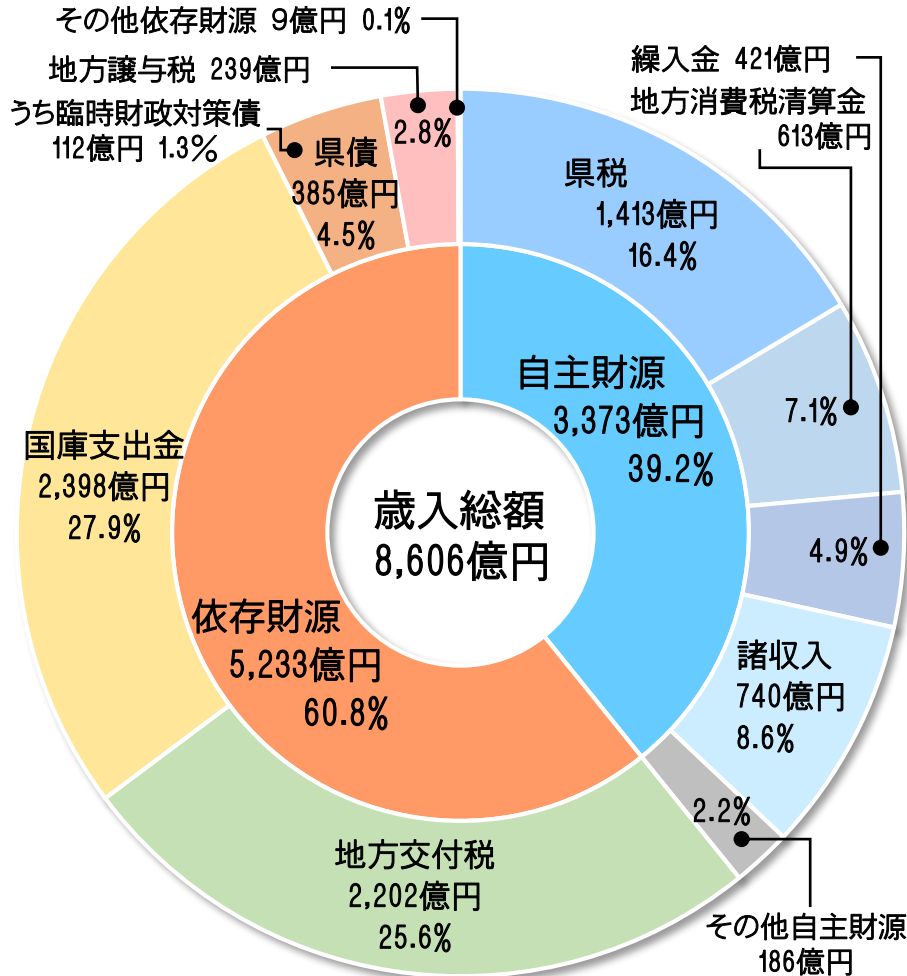 その他依存財源 9億円 0.1%
地方譲与税 239億円
うち臨時財政対策債
112億円 1.3%
県債
385億円
4.5%
2.8%
繰入金 421億円
地方消費税清算金
613億円
県税
1,413億円
16.4%
7.1%
4.9%
自主財源
3,373億円
39.2%
国庫支出金
2,398億円
27.9%
歳入総額
8,606億円
依存財源
5,233億円
60.8%
諸収入
740億円
8.6%
2.2%
その他自主財源
186億円
地方交付税
2,202億円
25.6%